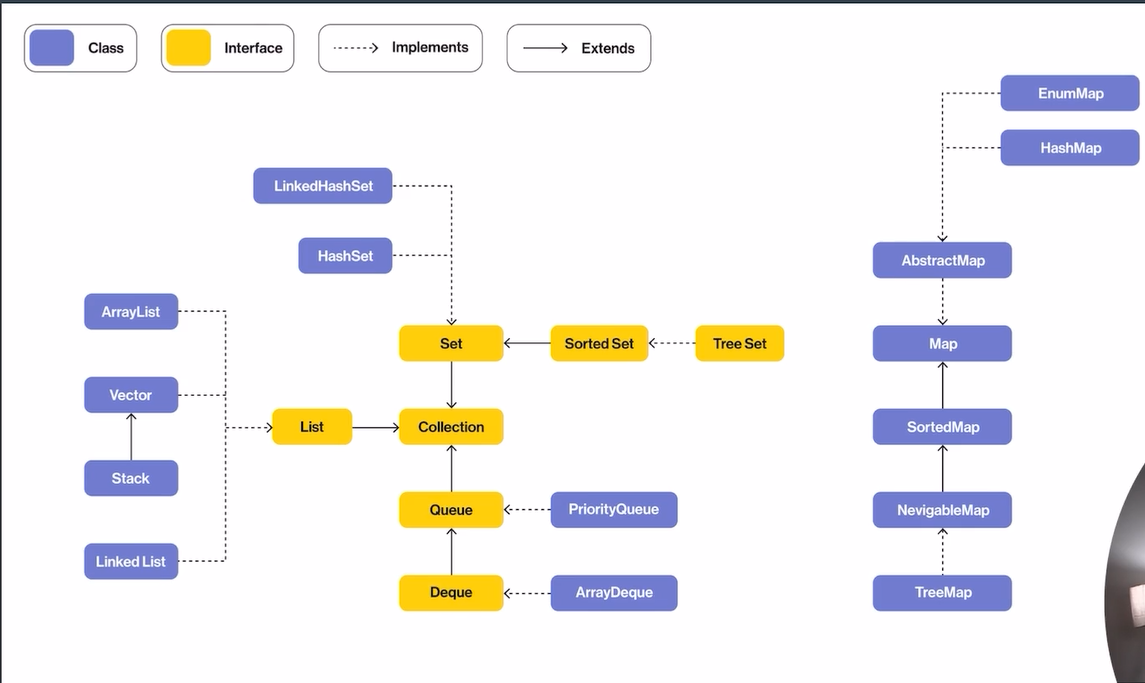 Class
Interface
Implements
Extends
EnumMap
HashMap
LinkedHashSet
HashSet
AbstractMap
ArrayList
Set
Sorted Set
Tree Set
Map
Vector
List
Collection
SortedMap
Stack
Queue
PriorityQueue
NevigableMap
Linked List
Deque
ArrayDeque
TreeMap